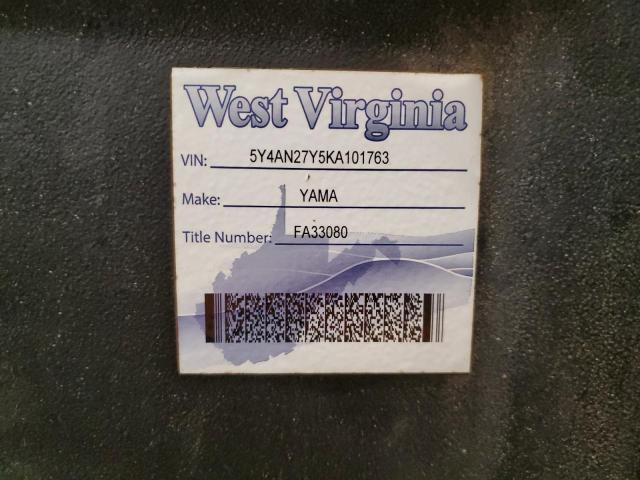 West Virginia
VIN: 5Y4AN27Y5KA101763
Make: YAMA
Title Number: FA33080